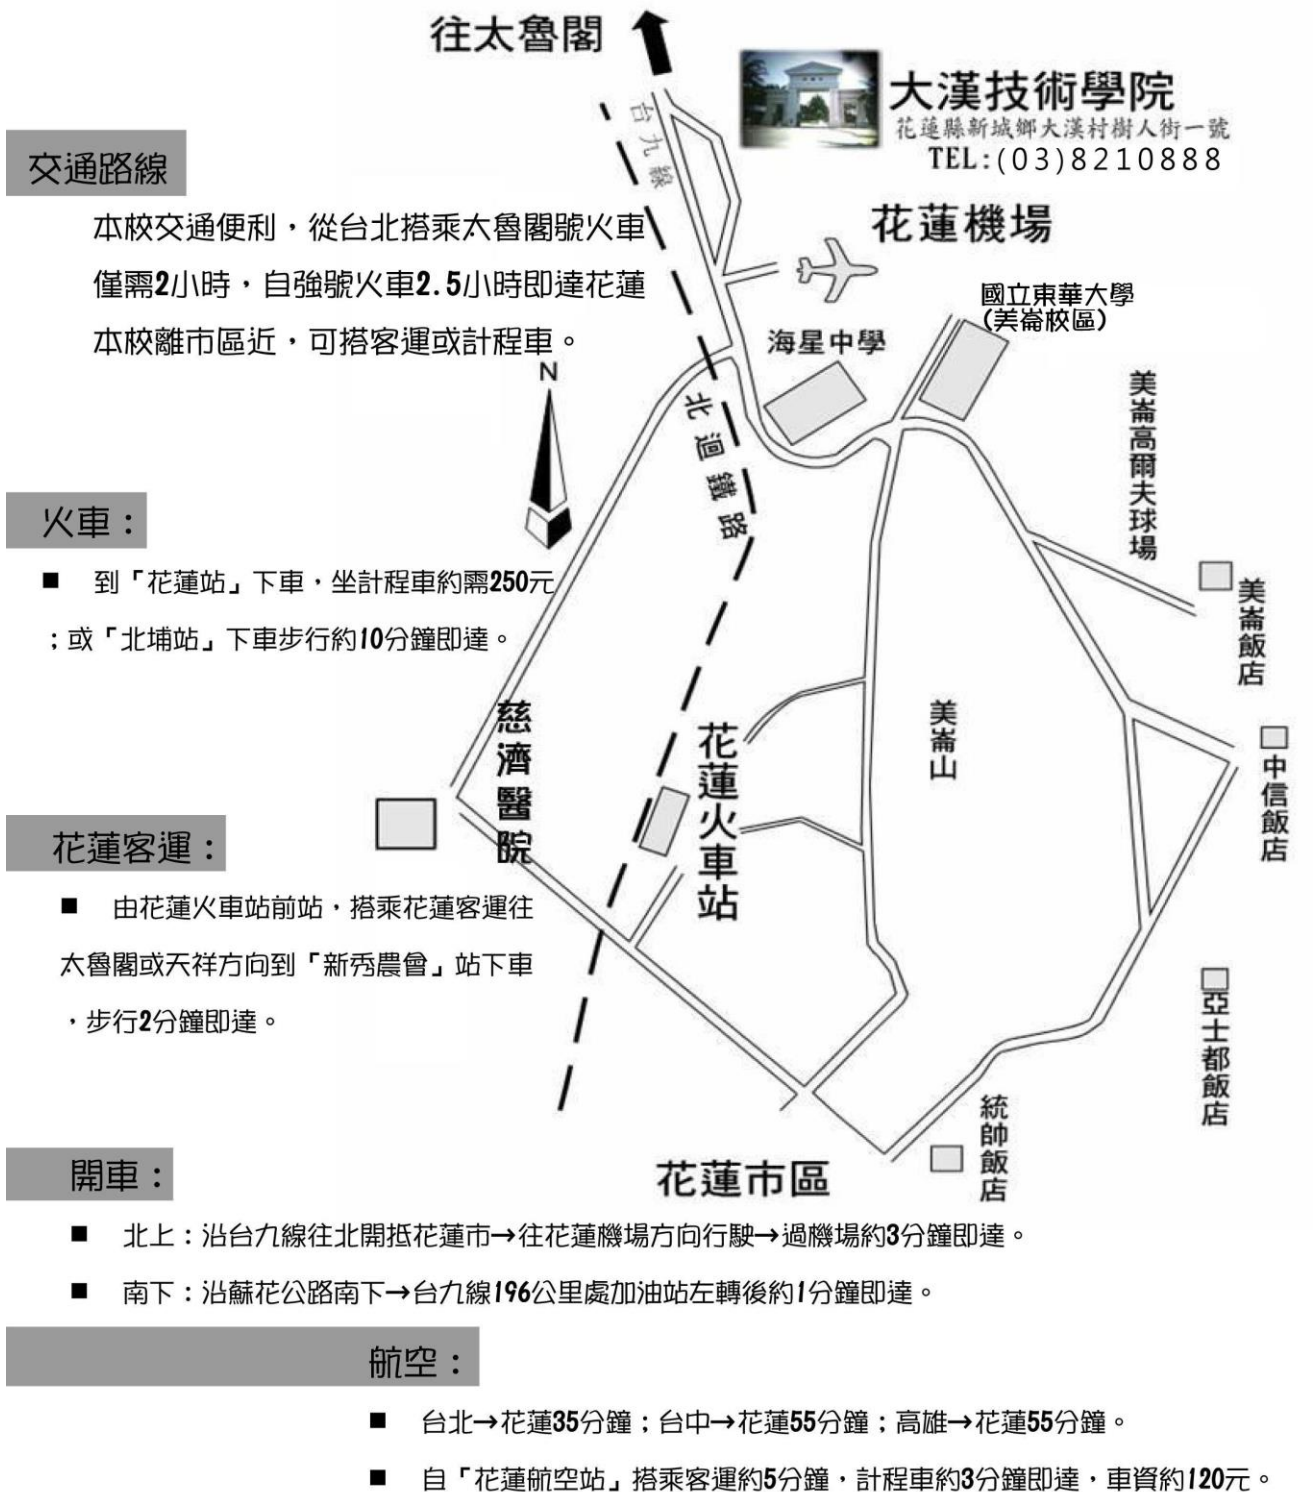 往太魯閣
大漢技術學院
花蓮縣新城鄉大漢村樹人街一號
TEL:(03)8210888
台九線
交通路線
本校交通便利，從台北搭乘太魯閣號火車
僅需2小時，自強號火車2.5小時即達花蓮
本校離市區近，可搭客運或計程車。
花蓮機場
國立東華大學
(美崙校區)
海星中學
N
北迴鐵路
美崙高爾夫球場
火車：
■ 到「花蓮站」下車，坐計程車約需250元
；或「北埔站」下車步行約10分鐘即達。
美崙飯店
慈濟醫院
花蓮火車站
美崙山
中信飯店
花蓮客運：
■ 由花蓮火車站前站，搭乘花蓮客運往
太魯閣或天祥方向到「新秀農會」站下車
，步行2分鐘即達。
亞士都飯店
統帥飯店
花蓮市區
開車：
■ 北上：沿台九線往北開抵花蓮市→往花蓮機場方向行駛→過機場約3分鐘即達。
■ 南下：沿蘇花公路南下→台九線196公里處加油站左轉後約1分鐘即達。
航空：
■ 台北→花蓮35分鐘；台中→花蓮55分鐘；高雄→花蓮55分鐘。
■ 自「花蓮航空站」搭乘客運約5分鐘，計程車約3分鐘即達，車資約120元。